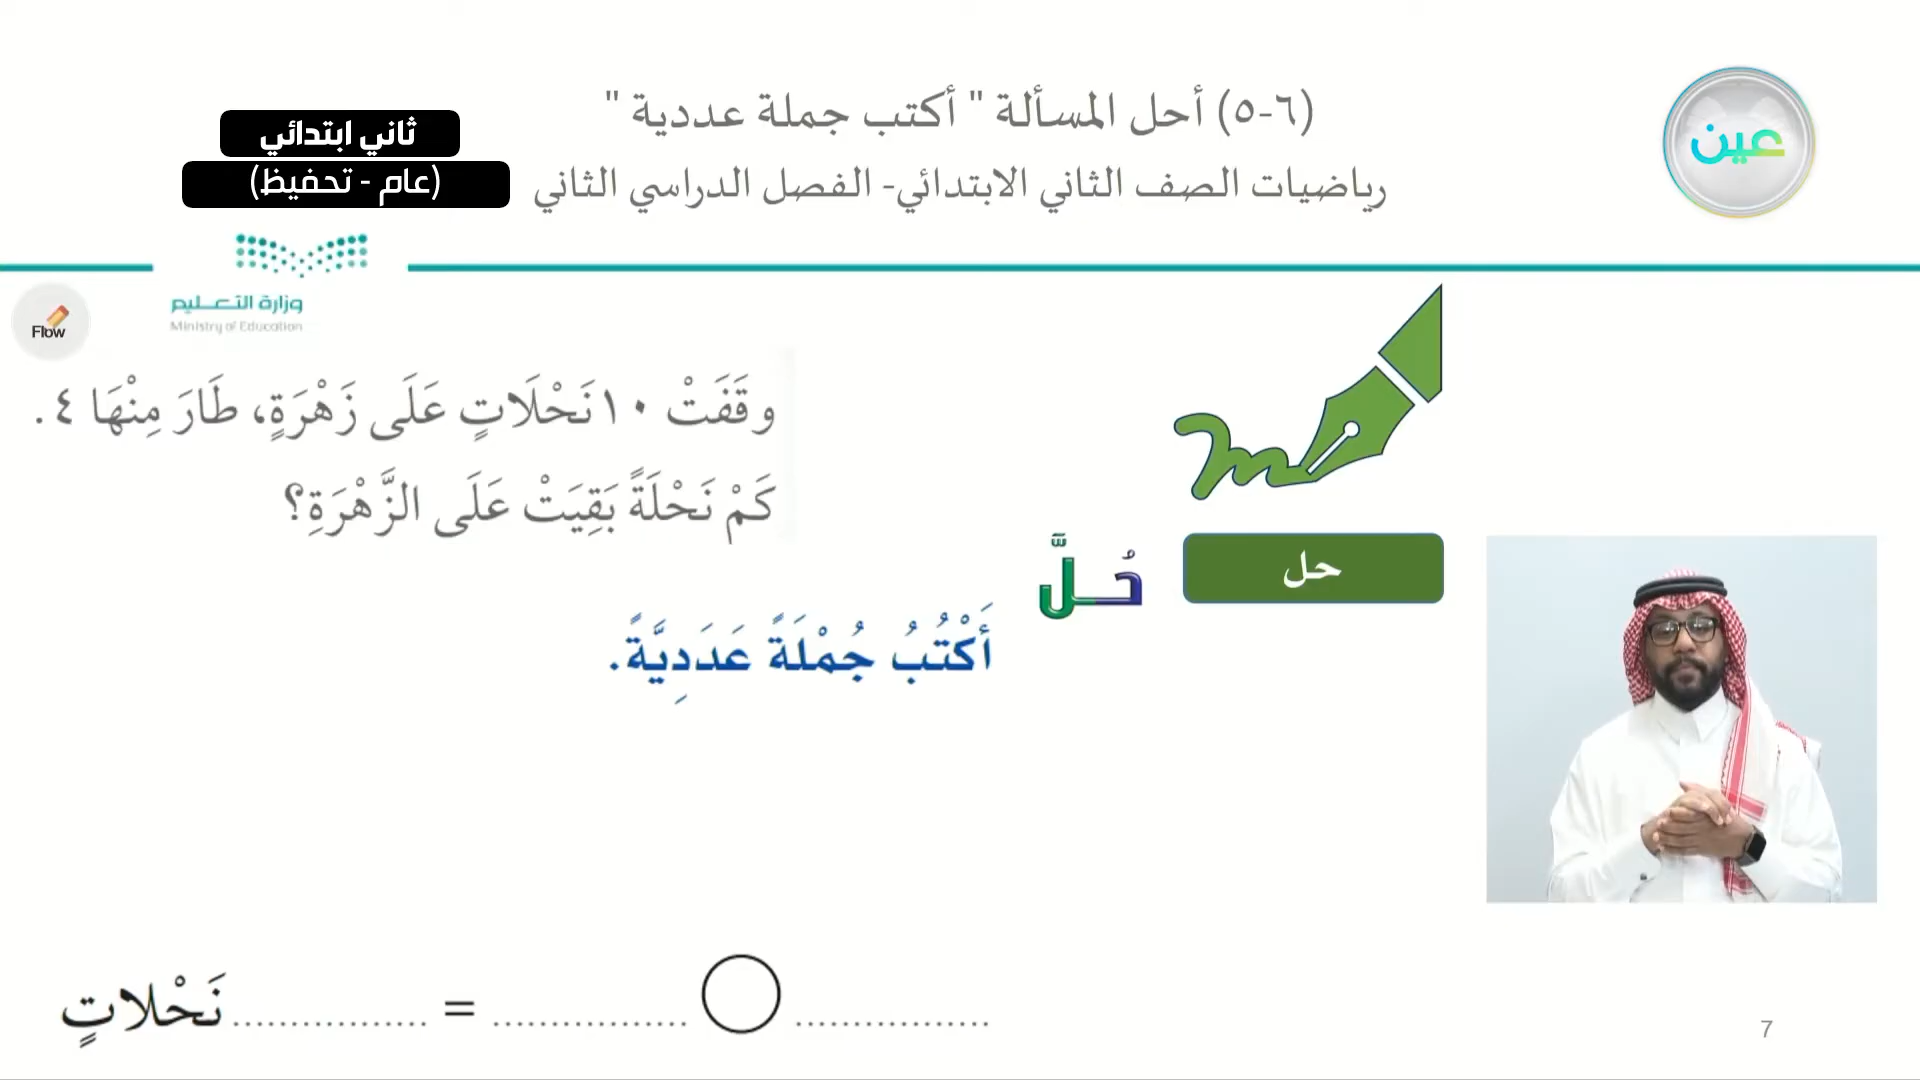 (٦-٥) أحل المسألة " أكتب جملة عددية "
رياضيات الصف الثاني الابتدائي- الفصل الدراسي الثاني
ثاني ابتدائي
(عام - تحفيظ)
عين
وزارة التعليم
Ministry of Education
Flow
وقَفَتْ ١٠ نَحْلَاتٍ عَلَى زَهْرَةٍ، طَارَ مِنْهَا ٤ .
كَمْ نَحْلَةً بَقِيَتْ عَلَى الزَّهْرَةِ؟
حل
حُلَّ
أَكْتُبُ جُمْلَةً عَدَدِيَّةً.
................. ◯ ................. = ................. نَحْلاتٍ
7